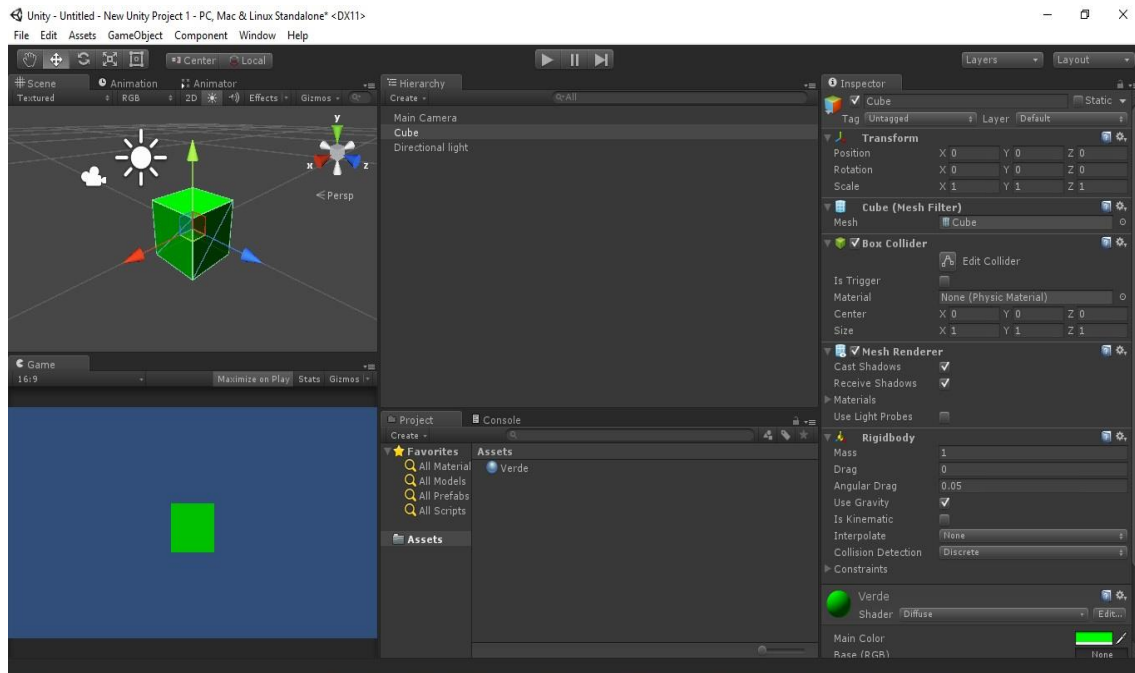 Unity - Untitled - New Unity Project 1 - PC, Mac & Linux Standalone* <DX11>
File Edit Assets GameObject Component Window Help
Center Local
Layers Layout
Scene Animation Animator
Textured RGB 2D Effects Gizmos
y
x
z
Persp
Game
16:9 Maximize on Play Stats Gizmos
Hierarchy
Create All
Main Camera
Cube
Directional light
Project Console
Create
Favorites
All Material
All Models
All Prefabs
All Scripts
Assets
Assets
Verde
Inspector
Cube Static
Tag Untagged Layer Default
Transform
Position X 0 Y 0 Z 0
Rotation X 0 Y 0 Z 0
Scale X 1 Y 1 Z 1
Cube (Mesh Filter)
Mesh Cube
Box Collider
Edit Collider
Is Trigger
Material None (Physic Material)
Center X 0 Y 0 Z 0
Size X 1 Y 1 Z 1
Mesh Renderer
Cast Shadows
Receive Shadows
Materials
Use Light Probes
Rigidbody
Mass 1
Drag 0
Angular Drag 0.05
Use Gravity
Is Kinematic
Interpolate None
Collision Detection Discrete
Constraints
Verde
Shader Diffuse Edit...
Main Color
Base (RGB) None